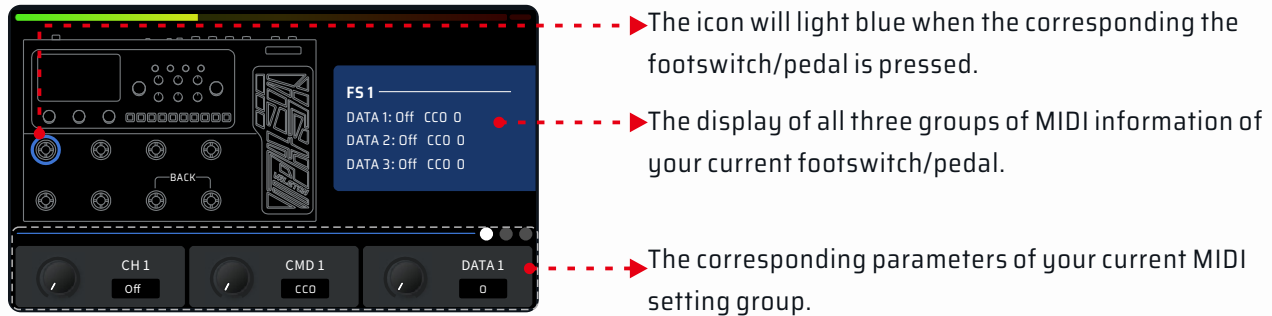 The icon will light blue when the corresponding the
footswitch/pedal is pressed.
FS 1
DATA 1: Off CC0 0
DATA 2: Off CC0 0
DATA 3: Off CC0 0
The display of all three groups of MIDI information of
your current footswitch/pedal.
BACK
CH 1
Off
CMD 1
CC0
DATA 1
0
The corresponding parameters of your current MIDI
setting group.